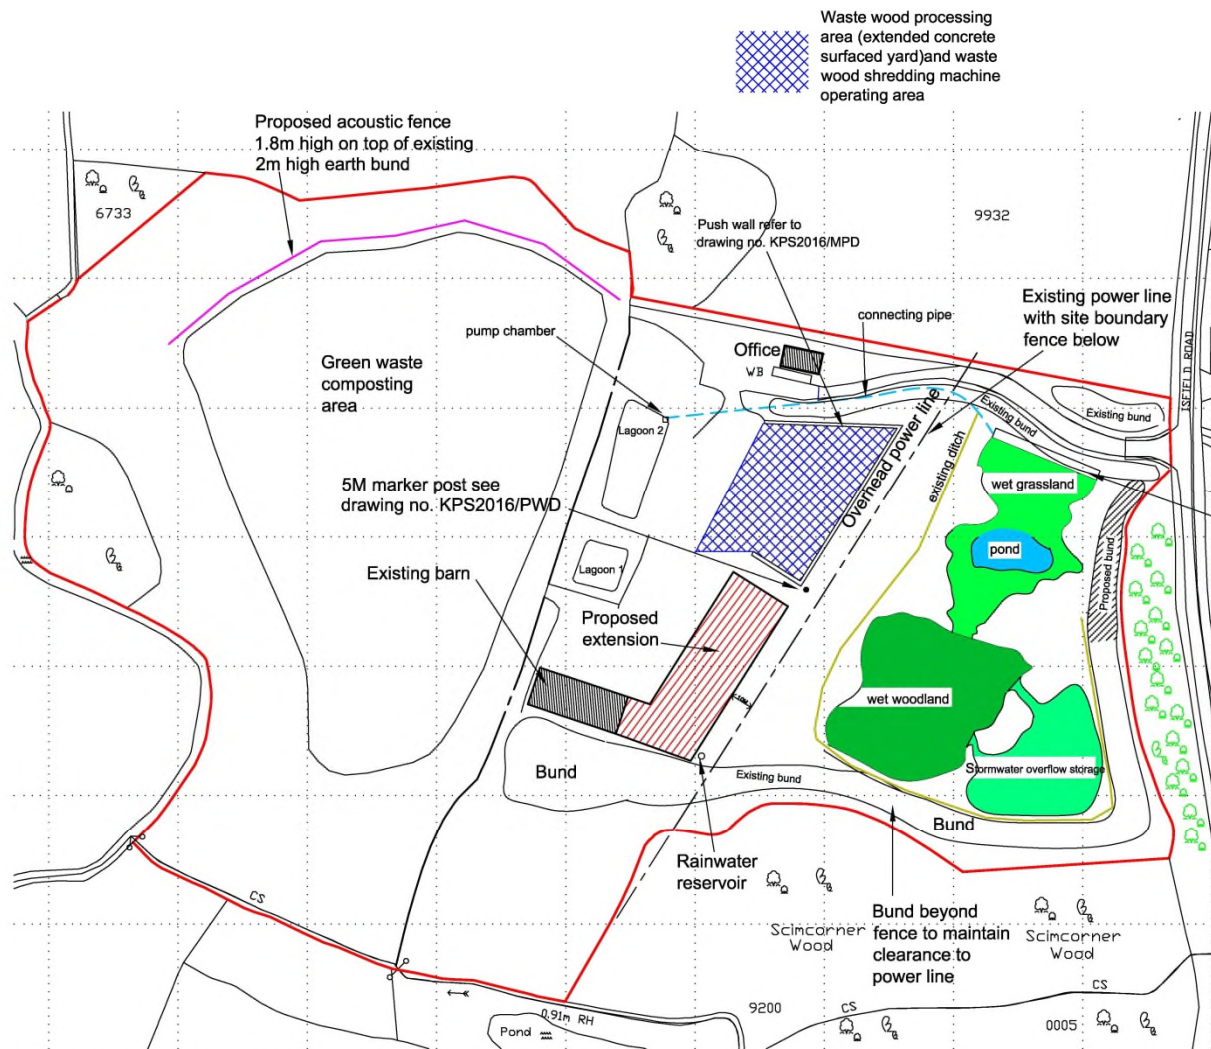 Waste wood processing
area (extended concrete
surfaced yard)and waste
wood shredding machine
operating area
Proposed acoustic fence
1.8m high on top of existing
2m high earth bund
6733
9932
Push wall refer to
drawing no. KPS2016/MPD
Existing power line
with site boundary
fence below
connecting pipe
pump chamber
Office
WB
ISFIELD ROAD
Green waste
composting
area
Existing bund
Existing bund
Lagoon 2
Overhead power line
existing ditch
wet grassland
5M marker post see
drawing no. KPS2016/PWD
pond
Proposed bund
Lagoon 1
Existing barn
Proposed
extension
wet woodland
Bund
Existing bund
Stormwater overflow storage
Bund
Rainwater
reservoir
CS
Bund beyond
fence to maintain
clearance to
power line
Scimcorner
Wood
Scimcorner
Wood
CS
CS
9200
0.91m RH
0005
Pond